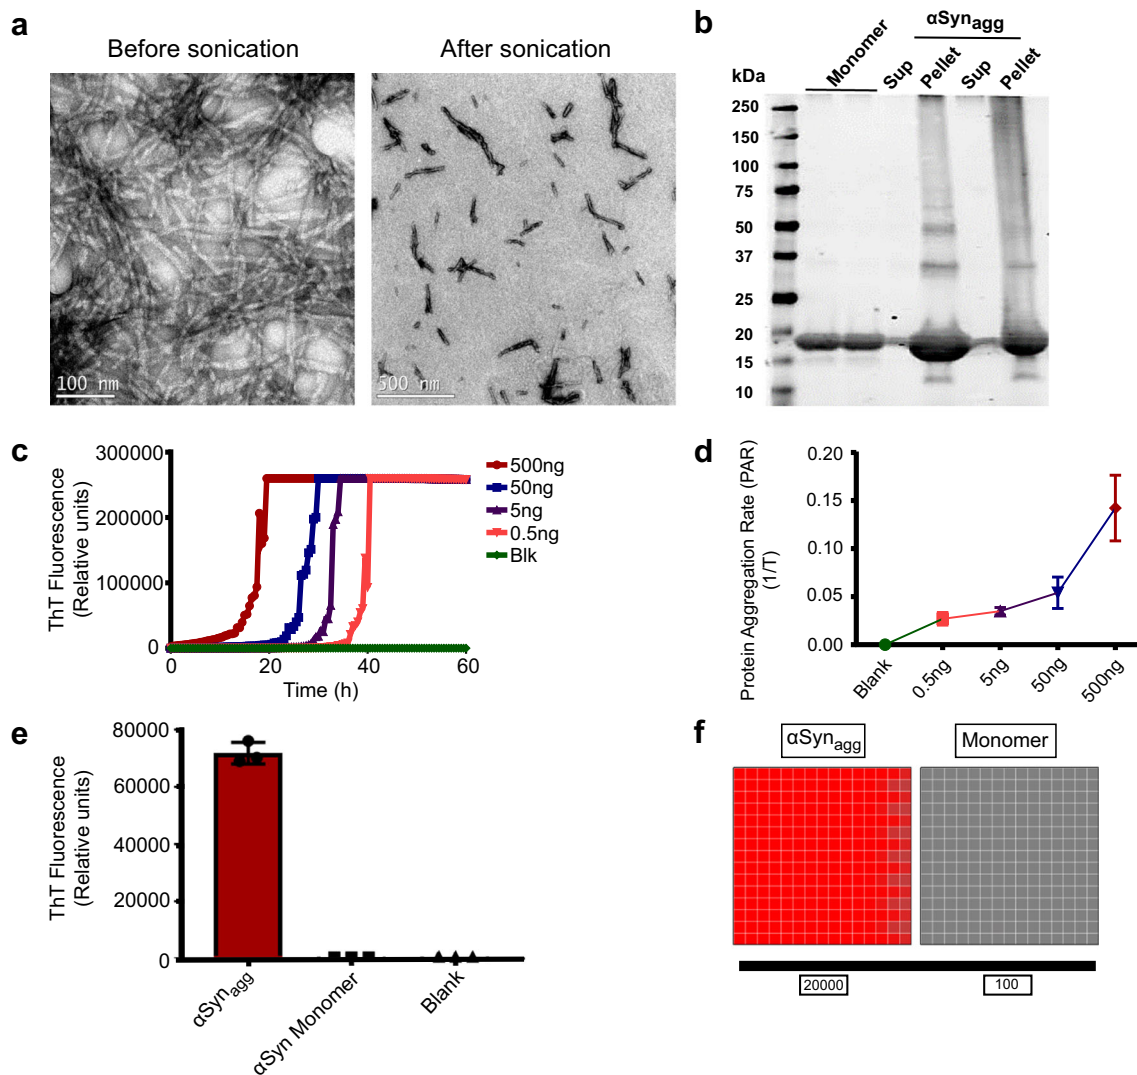 a
Before sonication
After sonication
100 nm
500 nm
b
αSynagg
Monomer
Sup
Pellet
Sup
Pellet
kDa
250
150
100
75
50
37
25
20
15
10
c
ThT Fluorescence
(Relative units)
300000
200000
100000
0
0
20
40
60
Time (h)
500ng
50ng
5ng
0.5ng
Blk
d
Protein Aggregation Rate (PAR)
(1/T)
0.20
0.15
0.10
0.05
0.00
Blank
0.5ng
5ng
50ng
500ng
e
ThT Fluorescence
(Relative units)
80000
60000
40000
20000
0
αSynagg
αSyn Monomer
Blank
f
αSynagg
Monomer
20000
100